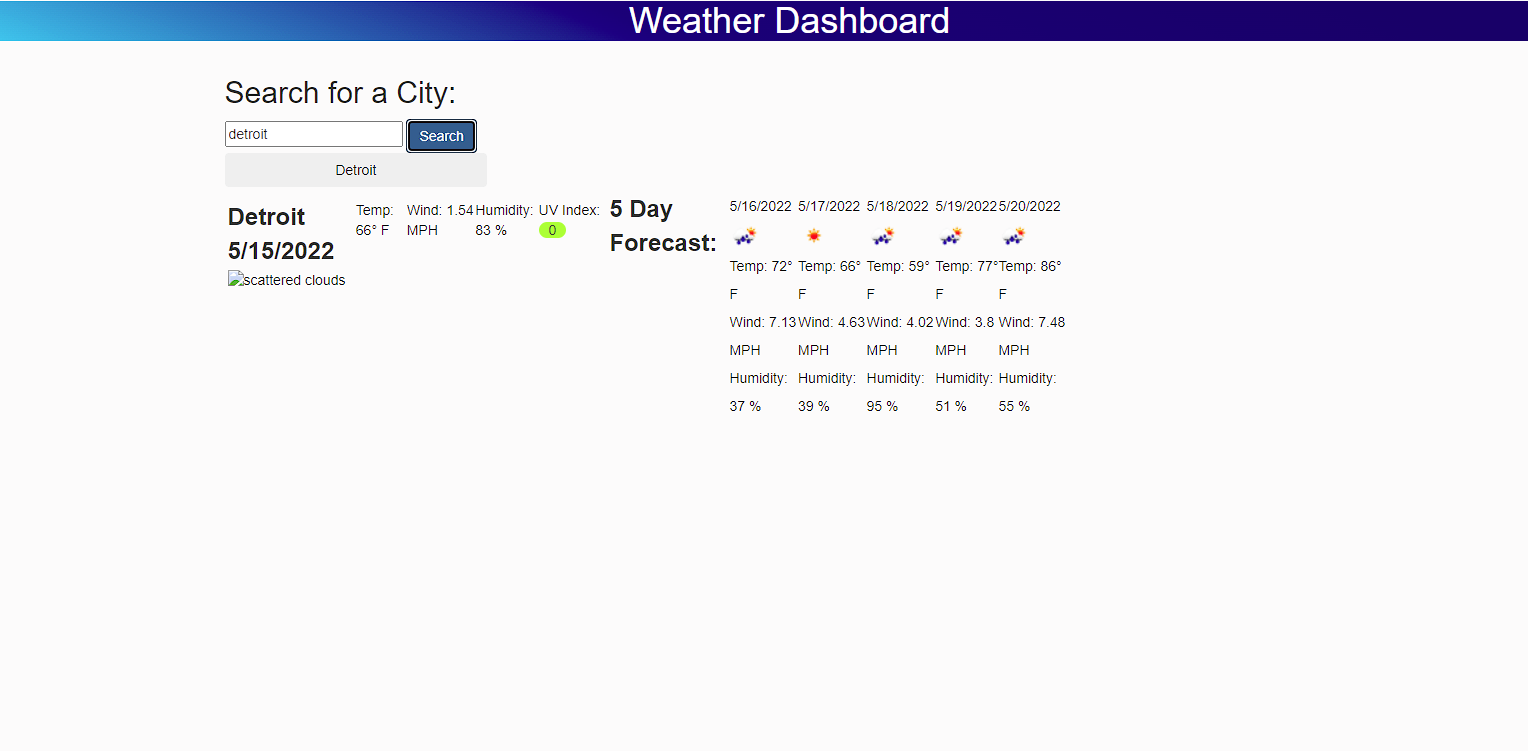 Weather Dashboard
Search for a City:
detroit
Search
Detroit
Detroit
5/15/2022
scattered clouds
Temp:
66° F
Wind: 1.54
MPH
Humidity:
83 %
UV Index:
0
5 Day
Forecast:
5/16/2022
Temp: 72°
F
Wind: 7.13
MPH
Humidity:
37 %
5/17/2022
Temp: 66°
F
Wind: 4.63
MPH
Humidity:
39 %
5/18/2022
Temp: 59°
F
Wind: 4.02
MPH
Humidity:
95 %
5/19/2022
Temp: 77°
F
Wind: 3.8
MPH
Humidity:
51 %
5/20/2022
Temp: 86°
F
Wind: 7.48
MPH
Humidity:
55 %